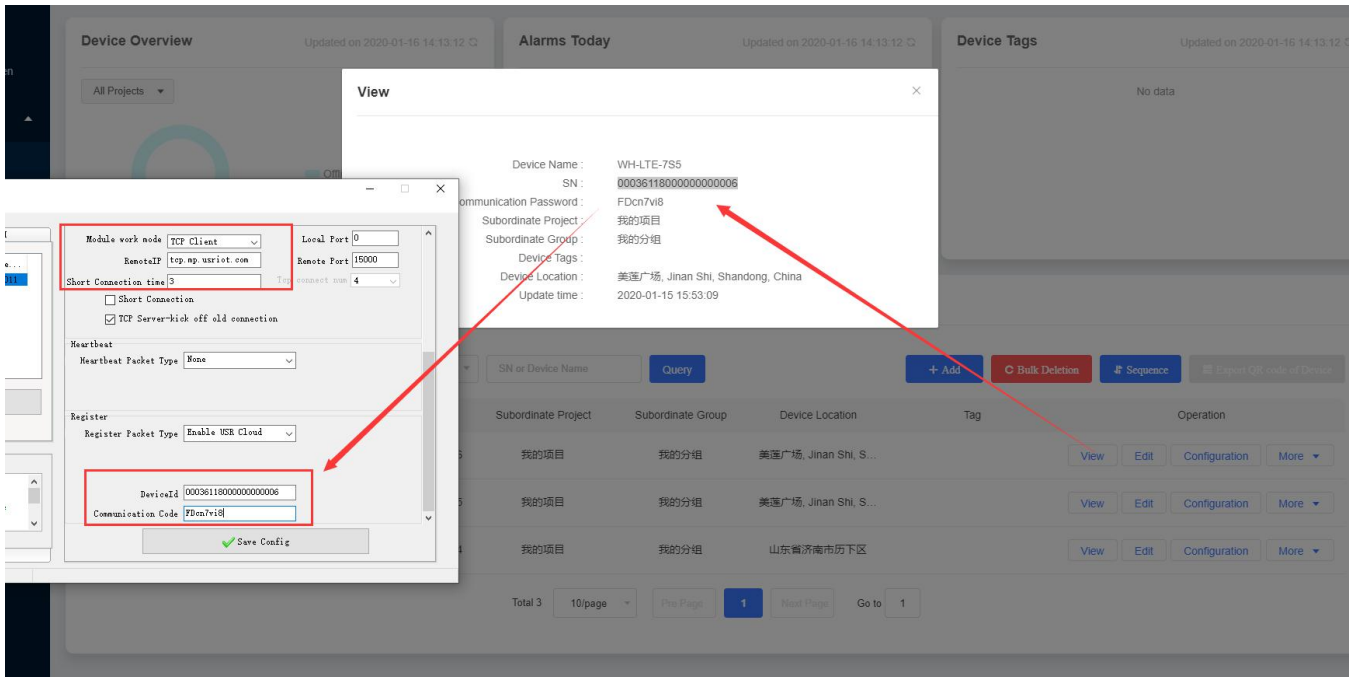 Device Overview
Updated on 2020-01-16 14:13:12
Alarms Today
Updated on 2020-01-16 14:13:12
Device Tags
Updated on 2020-01-16 14:13:12
en
All Projects
No data
View
Device Name : WH-LTE-7S5
SN : 00036118000000000006
ommunication Password : FDcn7vi8
Subordinate Project : 我的项目
Subordinate Group : 我的分组
Device Tags :
Device Location : 美莲广场, Jinan Shi, Shandong, China
Update time : 2020-01-15 15:53:09
Module work mode TCP Client Local Port 0
RemoteIP tcp.mp.usriot.com Remote Port 15000
Short Connection time 3 Tcp connect num 4
Short Connection
TCP Server-kick off old connection
Heartbeat
Heartbeat Packet Type None
Register
Register Packet Type Enable USR Cloud
DeviceId 00036118000000000006
Communication Code FDcn7vi8
Save Config
SN or Device Name
Query
+ Add
Bulk Deletion
Sequence
Export QR code of Device
Subordinate Project Subordinate Group Device Location Tag Operation
5 我的项目 我的分组 美莲广场, Jinan Shi, S... View Edit Configuration More
5 我的项目 我的分组 美莲广场, Jinan Shi, S... View Edit Configuration More
4 我的项目 我的分组 山东省济南市历下区 View Edit Configuration More
Total 3 10/page Pre Page 1 Next Page Go to 1